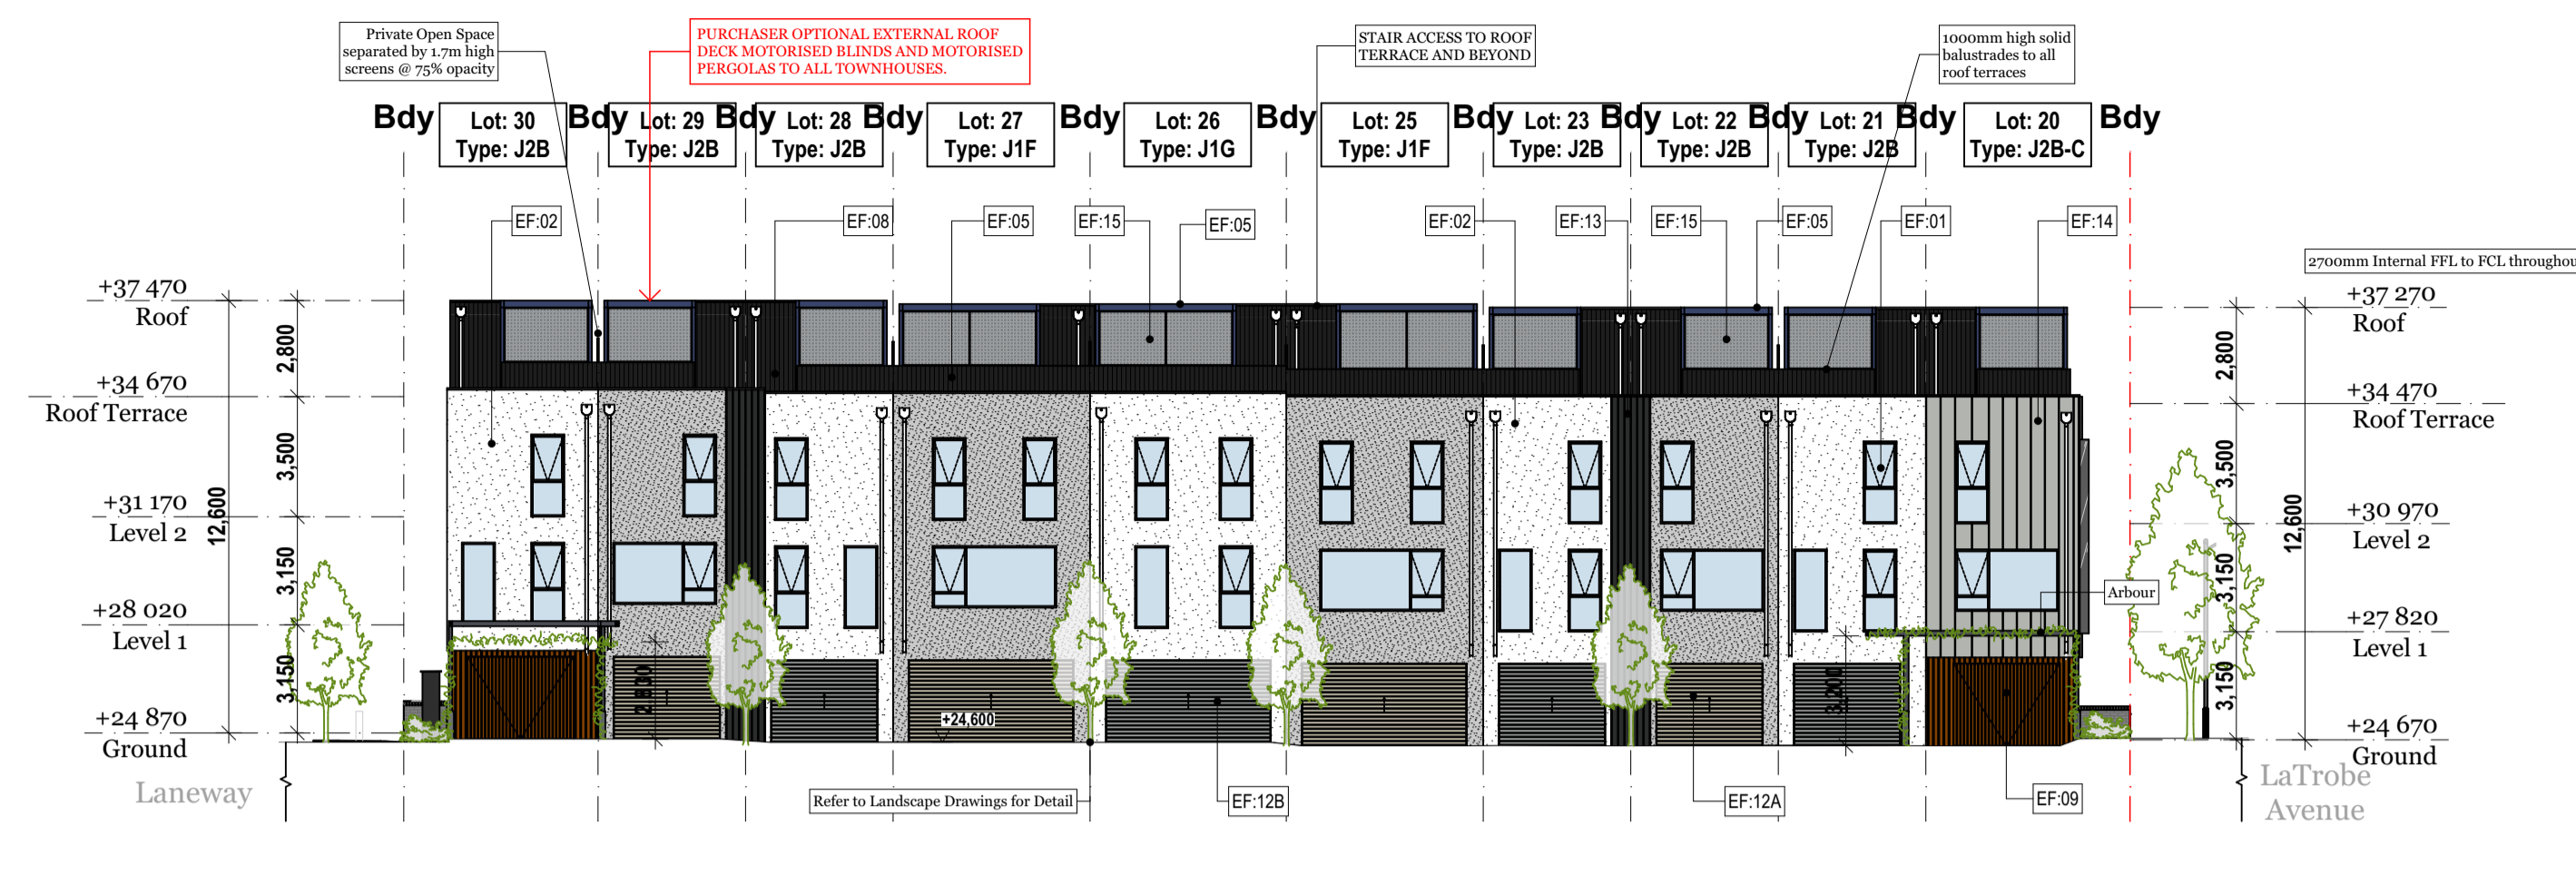 Private Open Space
separated by 1.7m high
screens @ 75% opacity
PURCHASER OPTIONAL EXTERNAL ROOF
DECK MOTORISED BLINDS AND MOTORISED
PERGOLAS TO ALL TOWNHOUSES.
STAIR ACCESS TO ROOF
TERRACE AND BEYOND
1000mm high solid
balustrades to all
roof terraces
Bdy
Lot: 30
Type: J2B
Bdy
Lot: 29
Type: J2B
Bdy
Lot: 28
Type: J2B
Bdy
Lot: 27
Type: J1F
Bdy
Lot: 26
Type: J1G
Bdy
Lot: 25
Type: J1F
Bdy
Lot: 23
Type: J2B
Bdy
Lot: 22
Type: J2B
Bdy
Lot: 21
Type: J2B
Bdy
Lot: 20
Type: J2B-C
Bdy
EF:02
EF:08
EF:05
EF:15
EF:05
EF:02
EF:13
EF:15
EF:05
EF:01
EF:14
2700mm Internal FFL to FCL
+37 470
Roof
+34 670
Roof Terrace
+31 170
Level 2
+28 020
Level 1
+24 870
Ground
12,600
2,800
3,500
3,150
3,150
Laneway
2,830
+24,600
3,200
Arbour
Refer to Landscape Drawings for Detail
EF:12B
EF:12A
EF:09
2,800
3,500
3,150
3,150
12,600
+37 270
Roof
+34 470
Roof Terrace
+30 970
Level 2
+27 820
Level 1
+24 670
Ground
LaTrobe
Avenue